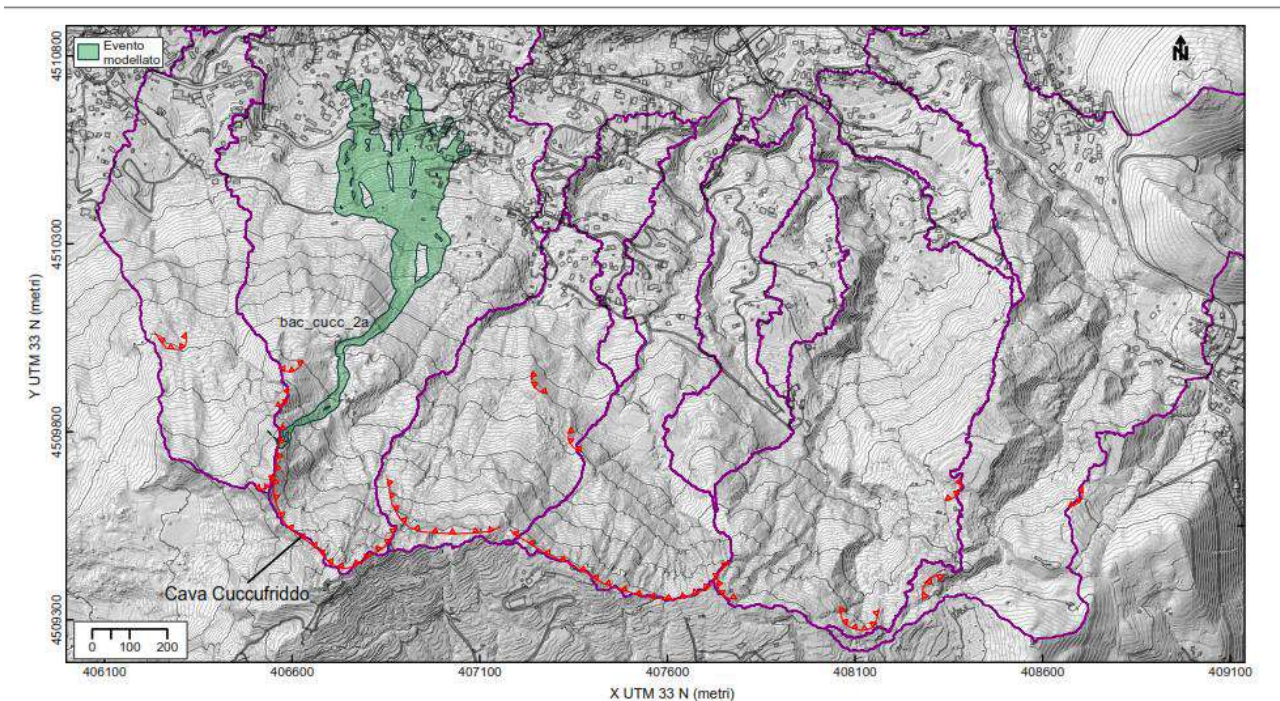 Evento
modellato
N
4510800
4510300
4509800
4509300
Y UTM 33 N (metri)
bac_cucc_2a
Cava Cuccufriddo
0 100 200
406100 406600 407100 407600 408100 408600 409100
X UTM 33 N (metri)